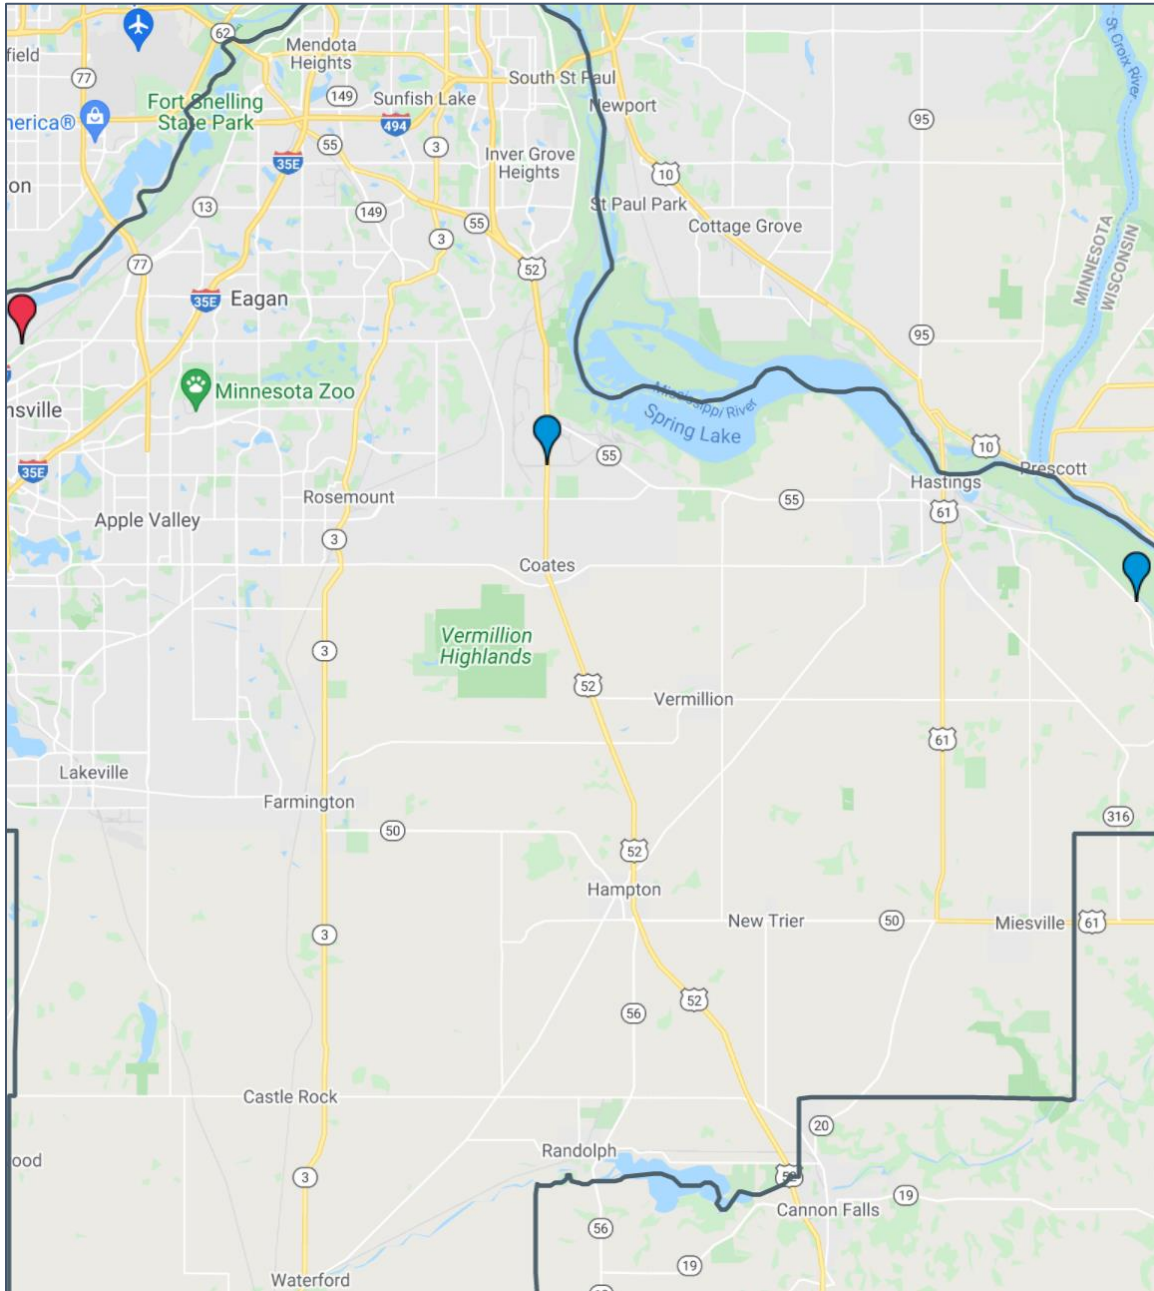 62
Mendota
Heights
field
77
South St Paul
149
Sunfish Lake
Fort Snelling
State Park
Newport
St Croix River
merica®
494
95
55
3
35E
Inver Grove
Heights
on
10
13
149
St Paul Park
55
Cottage Grove
3
MINNESOTA
WISCONSIN
77
52
35E
Eagan
95
Minnesota Zoo
Mississippi River
nsville
Spring Lake
10
35E
55
Prescott
Hastings
Rosemount
55
61
Apple Valley
3
Coates
Vermillion
Highlands
3
52
Vermillion
61
Lakeville
Farmington
316
50
52
Hampton
New Trier
50
Miesville
61
3
52
56
Castle Rock
20
Randolph
ood
3
52
19
Cannon Falls
56
19
Waterford